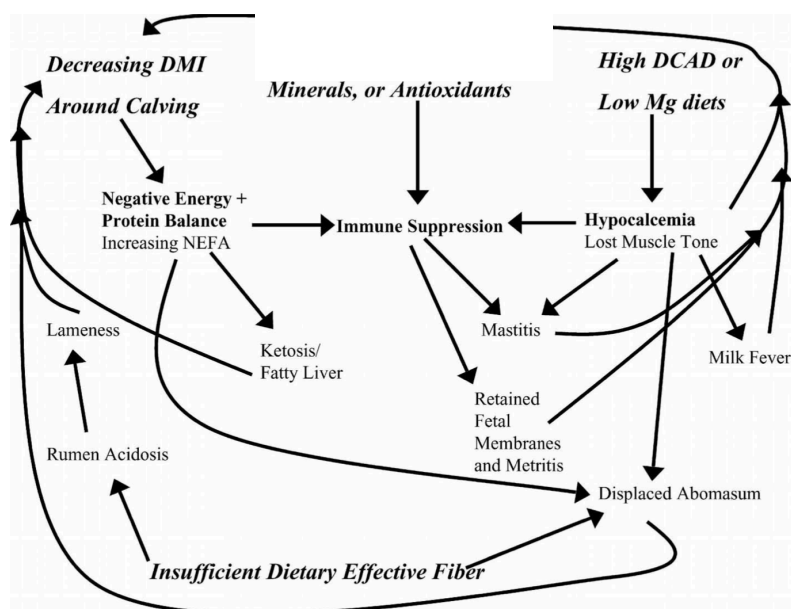 Decreasing DMI
Around Calving
Minerals, or Antioxidants
High DCAD or
Low Mg diets
Negative Energy +
Protein Balance
Increasing NEFA
Immune Suppression
Hypocalcemia
Lost Muscle Tone
Lameness
Ketosis/
Fatty Liver
Mastitis
Milk Fever
Retained
Fetal
Membranes
and Metritis
Rumen Acidosis
Displaced Abomasum
Insufficient Dietary Effective Fiber